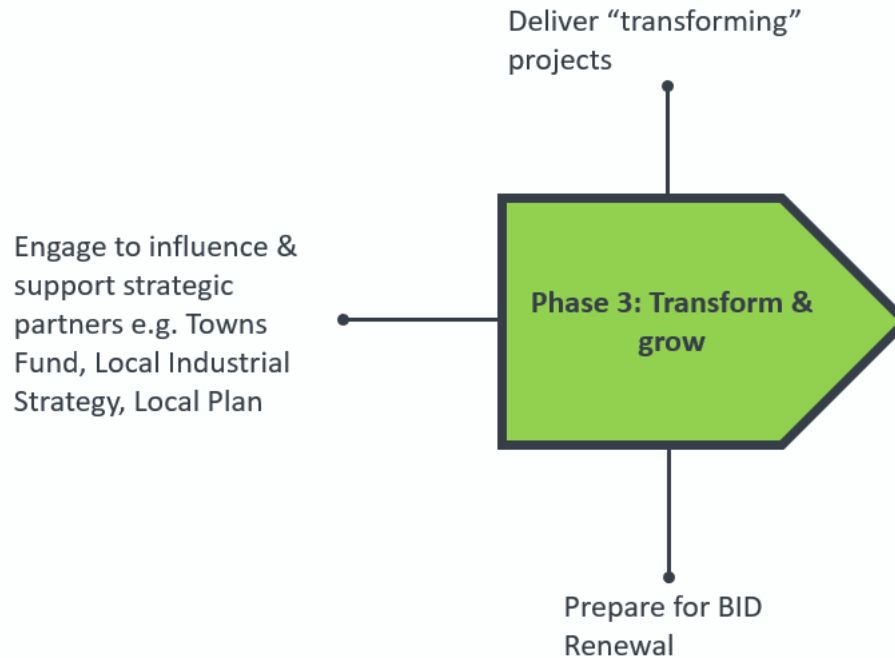 Deliver “transforming”
projects
Engage to influence &
support strategic
partners e.g. Towns
Fund, Local Industrial
Strategy, Local Plan
Phase 3: Transform &
grow
Prepare for BID
Renewal